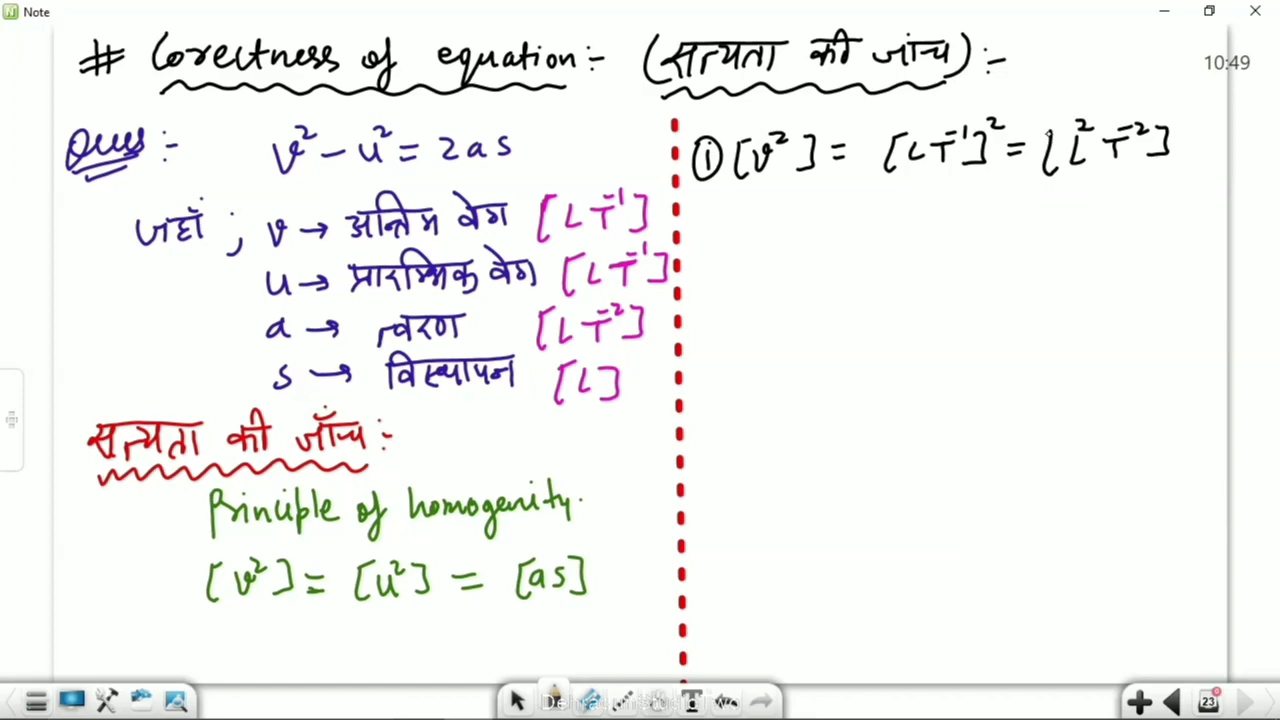 Note
# Corectness of equation:- (सत्यता की जाँच):-
10:49
Ques:- v² - u² = 2as
जहाँ ; v → अन्तिम वेग [LT⁻¹]
u → प्रारम्भिक वेग [LT⁻¹]
a → त्वरण [LT⁻²]
s → विस्थापन [L]
सत्यता की जाँच:-
Principle of homogenity.
[v²] = [u²] = [as]
① [v²] = [LT⁻¹]² = [L²T⁻²]
23